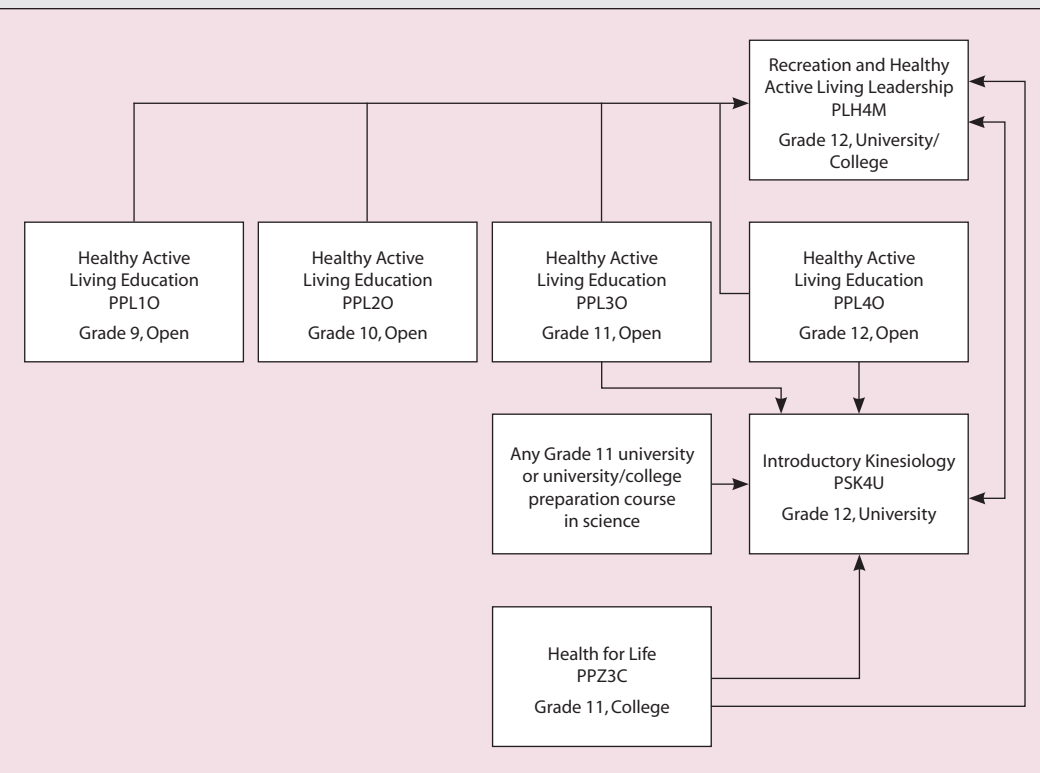 Recreation and Healthy
Active Living Leadership
PLH4M
Grade 12, University/
College
Healthy Active
Living Education
PPL1O
Grade 9, Open
Healthy Active
Living Education
PPL2O
Grade 10, Open
Healthy Active
Living Education
PPL3O
Grade 11, Open
Healthy Active
Living Education
PPL4O
Grade 12, Open
Any Grade 11 university
or university/college
preparation course
in science
Introductory Kinesiology
PSK4U
Grade 12, University
Health for Life
PPZ3C
Grade 11, College